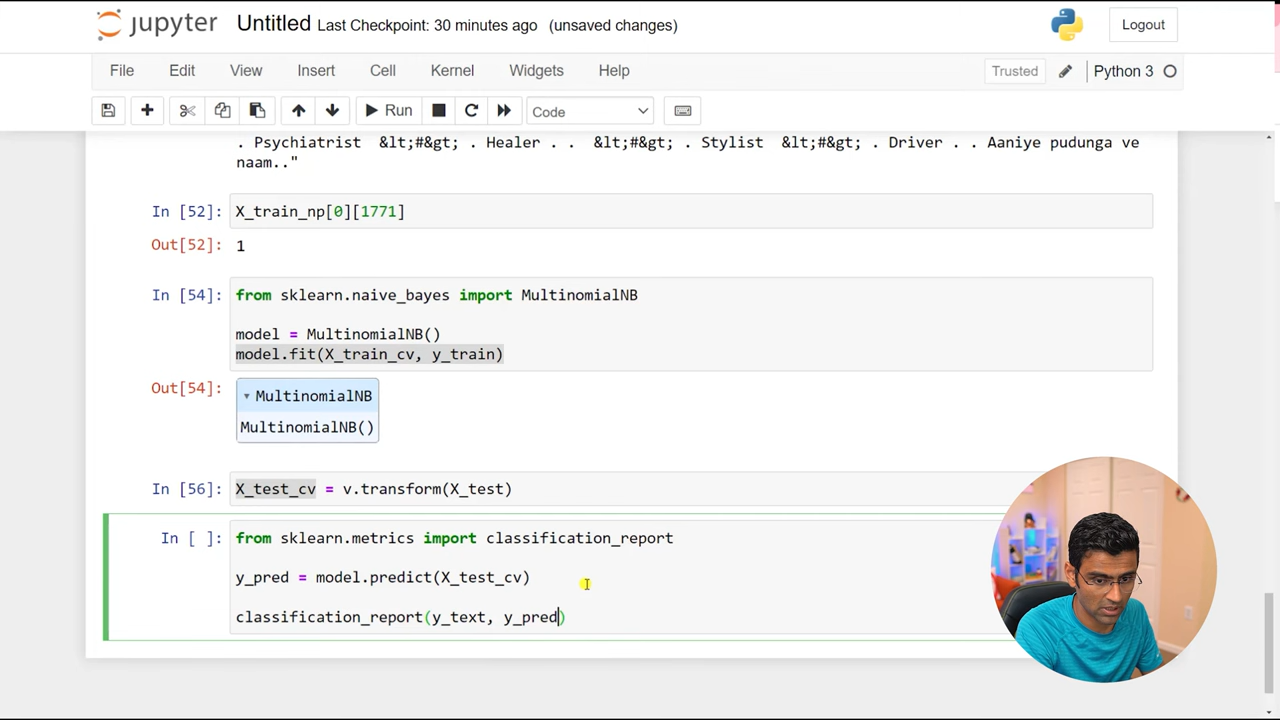 jupyter Untitled Last Checkpoint: 30 minutes ago (unsaved changes) Logout
File Edit View Insert Cell Kernel Widgets Help Trusted Python 3
Run Code
. Psychiatrist &lt;#&gt; . Healer . . &lt;#&gt; . Stylist &lt;#&gt; . Driver . . Aaniye pudunga ve
naam.."
In [52]: X_train_np[0][1771]
Out[52]: 1
In [54]: from sklearn.naive_bayes import MultinomialNB
model = MultinomialNB()
model.fit(X_train_cv, y_train)
Out[54]: ▾ MultinomialNB
MultinomialNB()
In [56]: X_test_cv = v.transform(X_test)
In [ ]: from sklearn.metrics import classification_report
y_pred = model.predict(X_test_cv)
classification_report(y_text, y_pred)